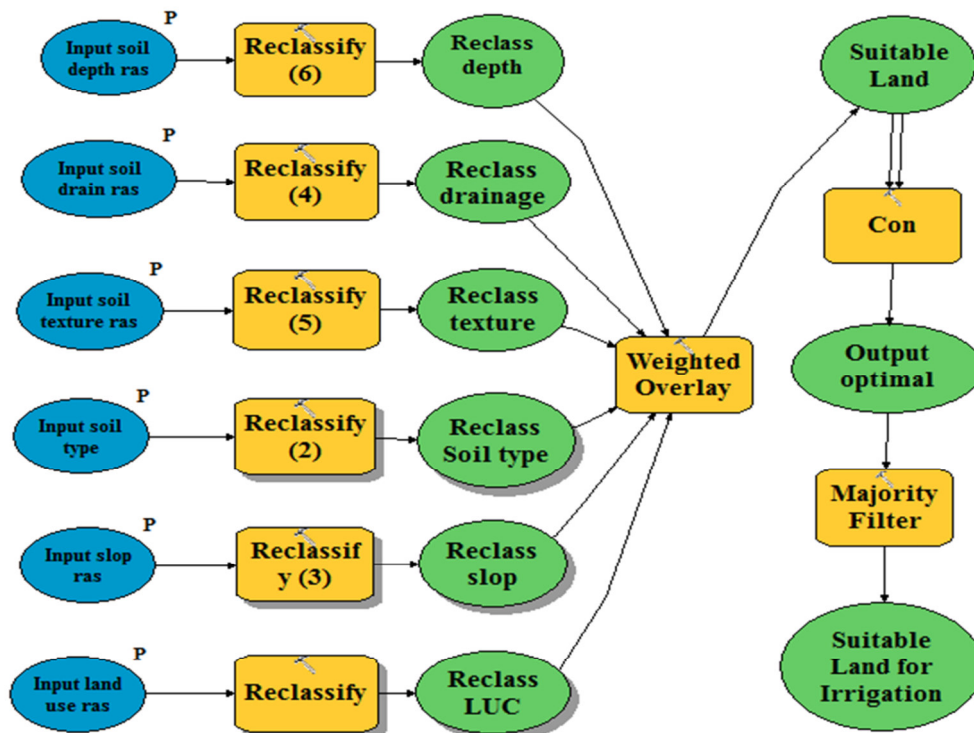 P
Input soil
depth ras
Reclassify
(6)
Reclass
depth
P
Input soil
drain ras
Reclassify
(4)
Reclass
drainage
P
Input soil
texture ras
Reclassify
(5)
Reclass
texture
P
Input soil
type
Reclassify
(2)
Reclass
Soil type
P
Input slop
ras
Reclassif
y (3)
Reclass
slop
P
Input land
use ras
Reclassify
Reclass
LUC
Weighted
Overlay
Suitable
Land
Con
Output
optimal
Majority
Filter
Suitable
Land for
Irrigation